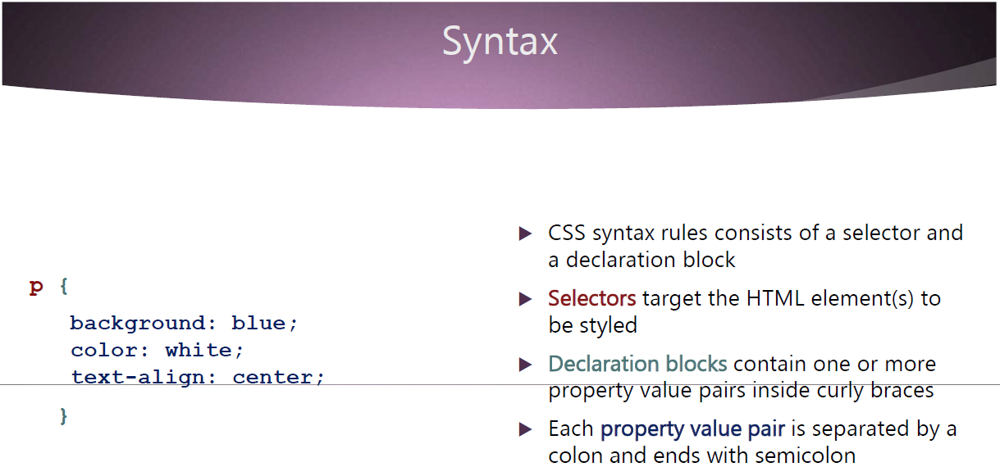 Syntax
p {
background: blue;
color: white;
text-align: center;
}
CSS syntax rules consists of a selector and
a declaration block
Selectors target the HTML element(s) to
be styled
Declaration blocks contain one or more
property value pairs inside curly braces
Each property value pair is separated by a
colon and ends with semicolon